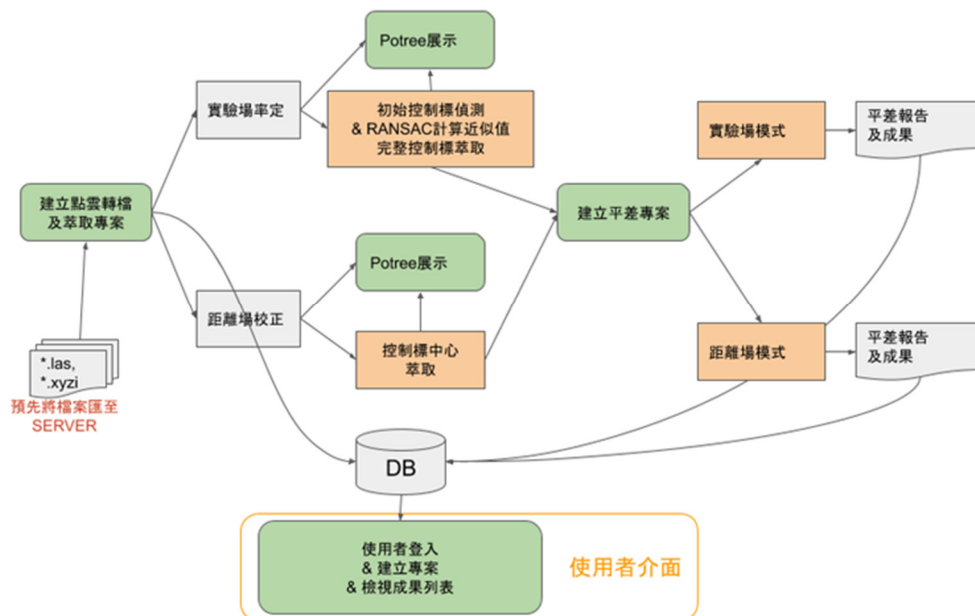 Potree展示
實驗場率定
初始控制標偵測
& RANSAC計算近似值
完整控制標萃取
實驗場模式
平差報告
及成果
建立點雲轉檔
及萃取專案
建立平差專案
Potree展示
距離場校正
控制標中心
萃取
距離場模式
平差報告
及成果
*.las,
*.xyzi
預先將檔案匯至
SERVER
DB
使用者登入
& 建立專案
& 檢視成果列表
使用者介面